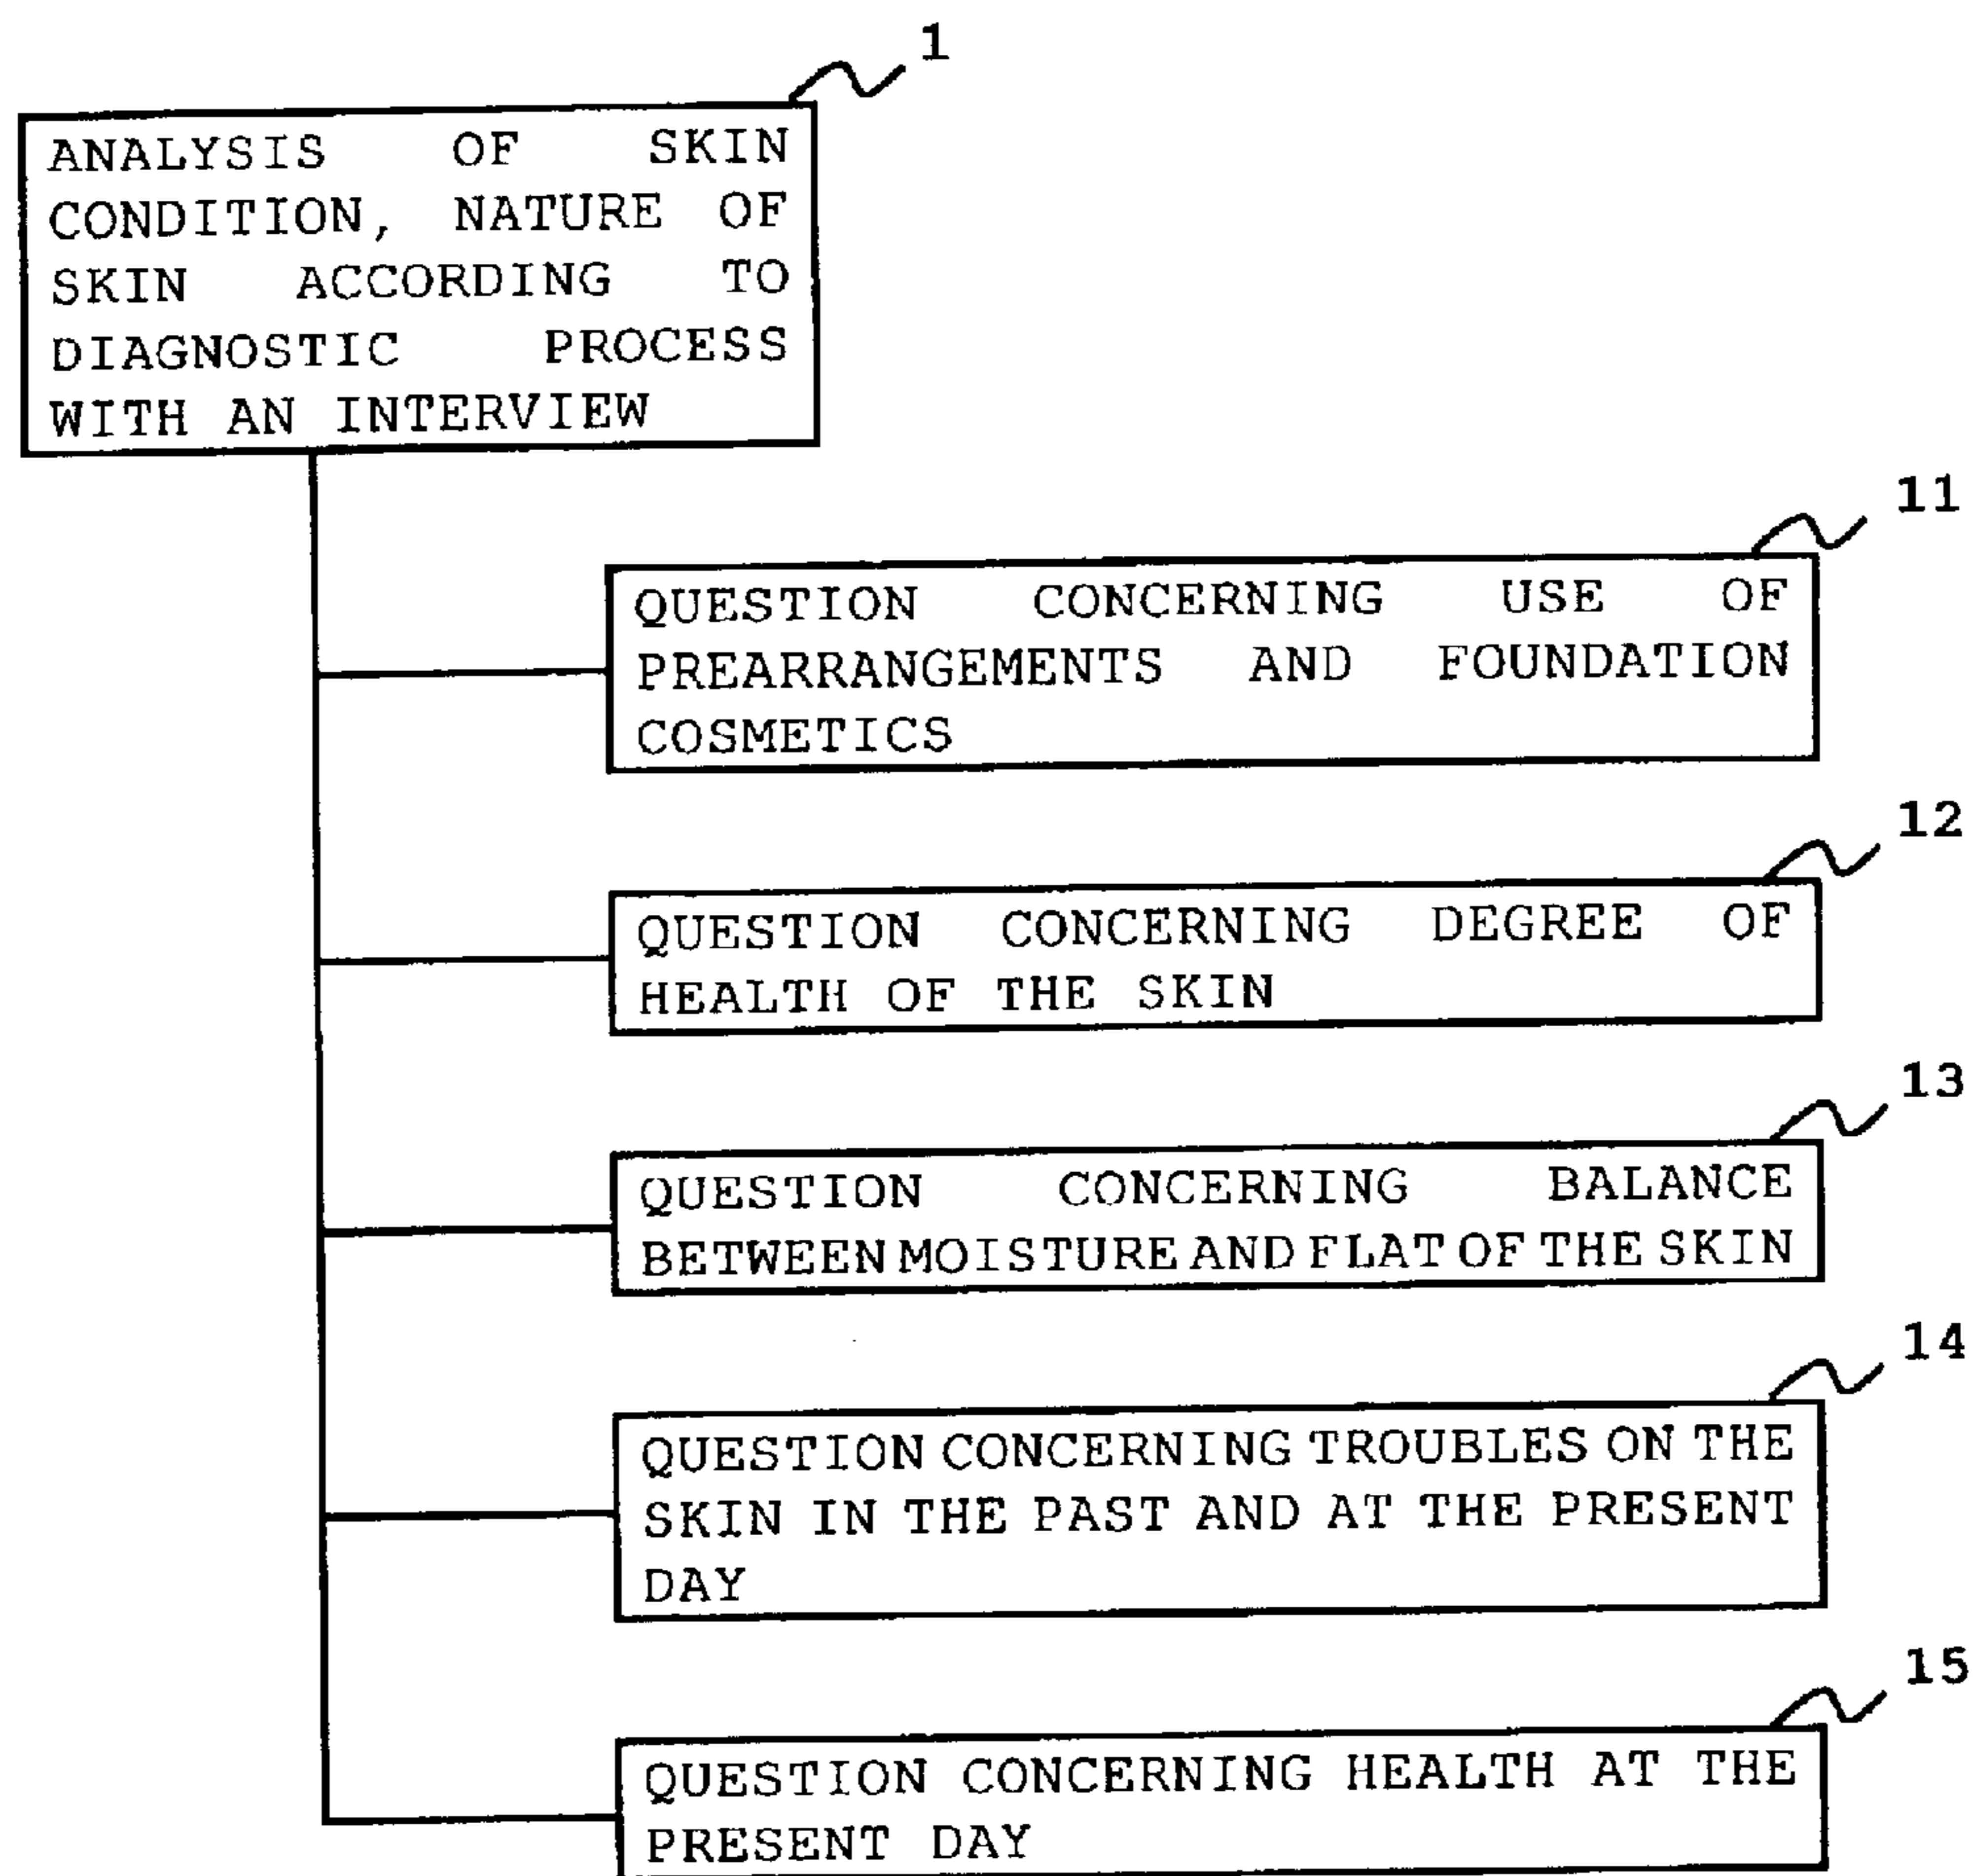 1
ANALYSIS OF SKIN
CONDITION, NATURE OF
SKIN ACCORDING TO
DIAGNOSTIC PROCESS
WITH AN INTERVIEW
11
QUESTION CONCERNING USE OF
PREARRANGEMENTS AND FOUNDATION
COSMETICS
12
QUESTION CONCERNING DEGREE OF
HEALTH OF THE SKIN
13
QUESTION CONCERNING BALANCE
BETWEEN MOISTURE AND FLAT OF THE SKIN
14
QUESTION CONCERNING TROUBLES ON THE
SKIN IN THE PAST AND AT THE PRESENT
DAY
15
QUESTION CONCERNING HEALTH AT THE
PRESENT DAY